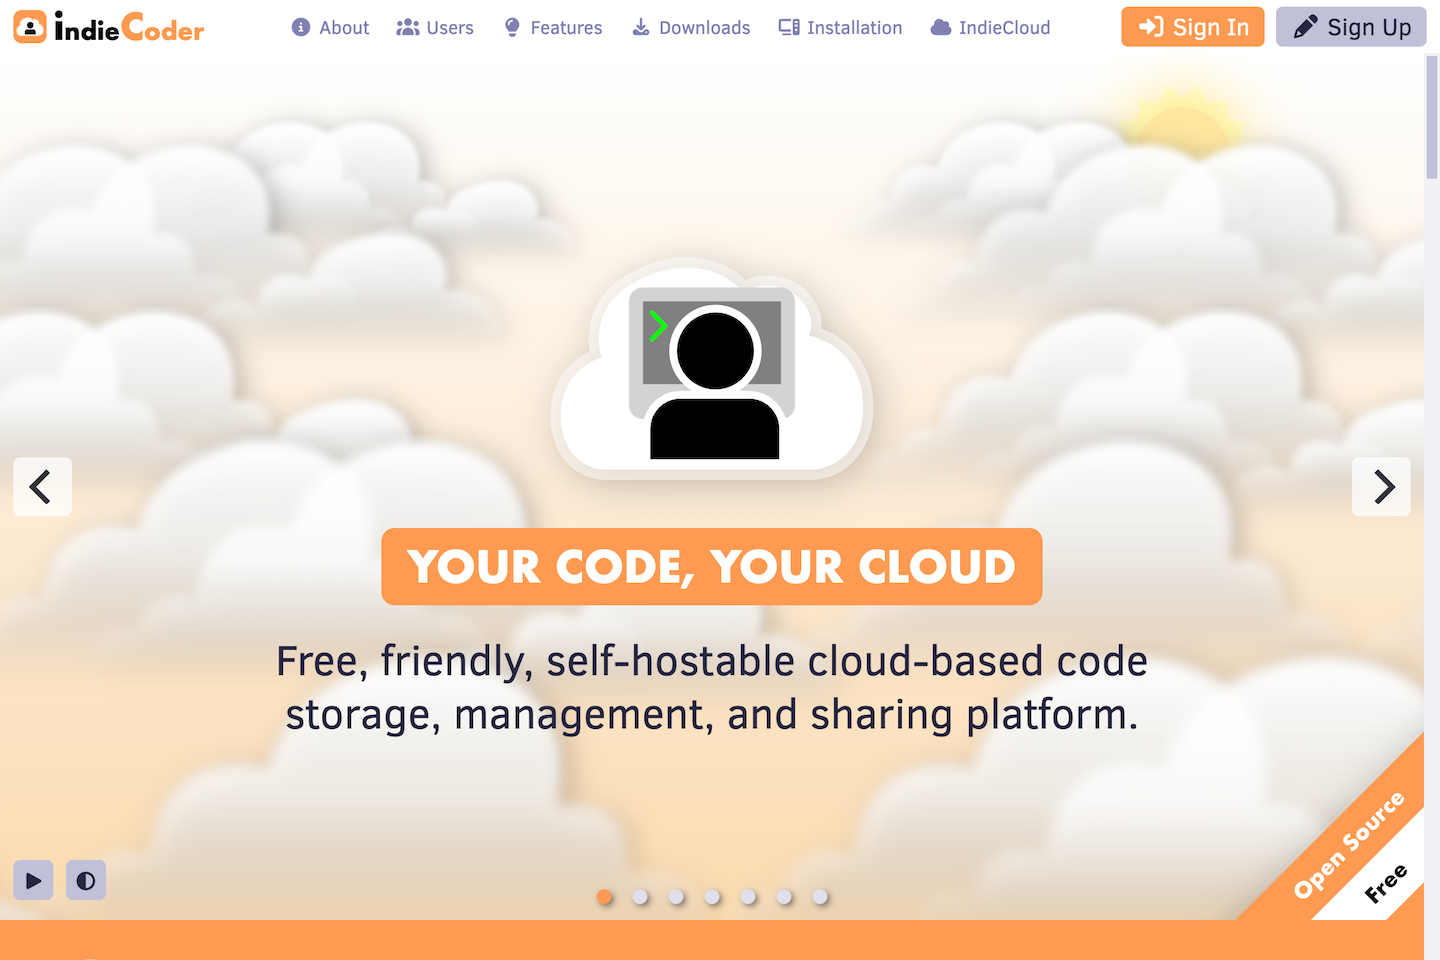 indieCoder
About
Users
Features
Downloads
Installation
IndieCloud
Sign In
Sign Up
YOUR CODE, YOUR CLOUD
Free, friendly, self-hostable cloud-based code
storage, management, and sharing platform.
Open Source
Free